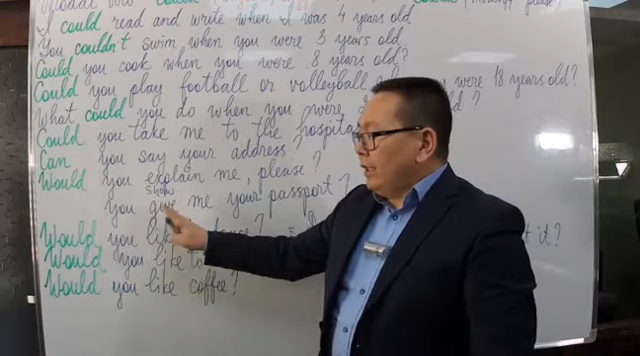 I could read and write when I was 4 years old
You couldn't swim when you were 3 years old
Could you cook when you were 8 years old?
Could you play football or volleyball were 18 years old?
What could you do when you were ?
Could you take me to the hospital
Can you say your address?
Would you explain me, please?
show
you give me your passport?
Would you like ? it?
Would you like to
Would you like coffee?